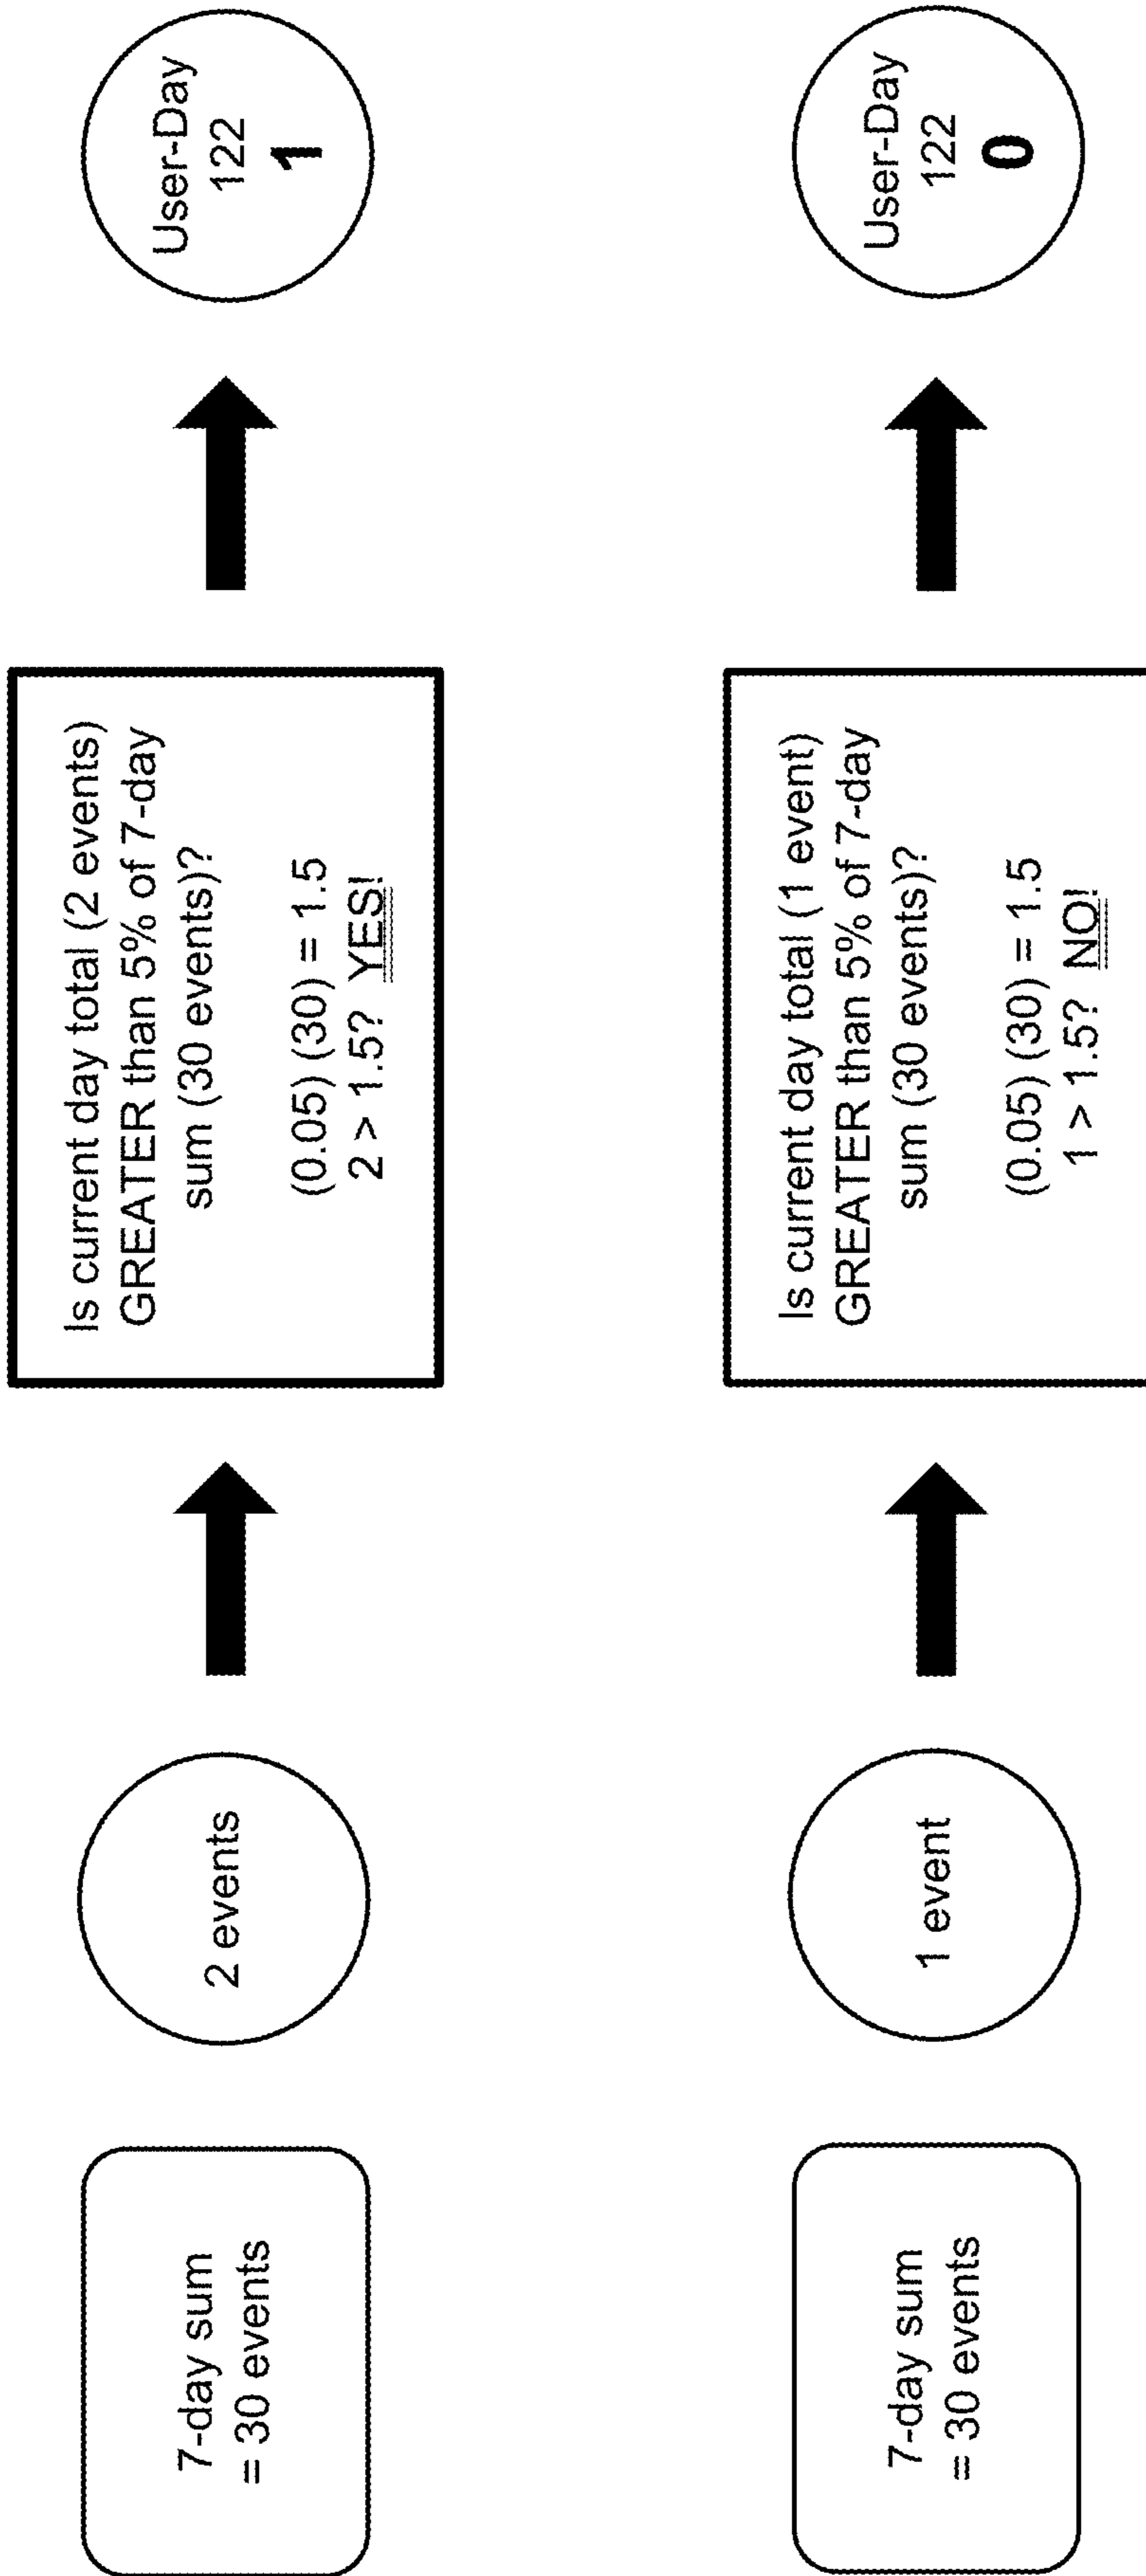 7-day sum
= 30 events
2 events
Is current day total (2 events)
GREATER than 5% of 7-day
sum (30 events)?
(0.05) (30) = 1.5
2 > 1.5? YES!
User-Day
122
1
7-day sum
= 30 events
1 event
Is current day total (1 event)
GREATER than 5% of 7-day
sum (30 events)?
(0.05) (30) = 1.5
1 > 1.5? NO!
User-Day
122
0